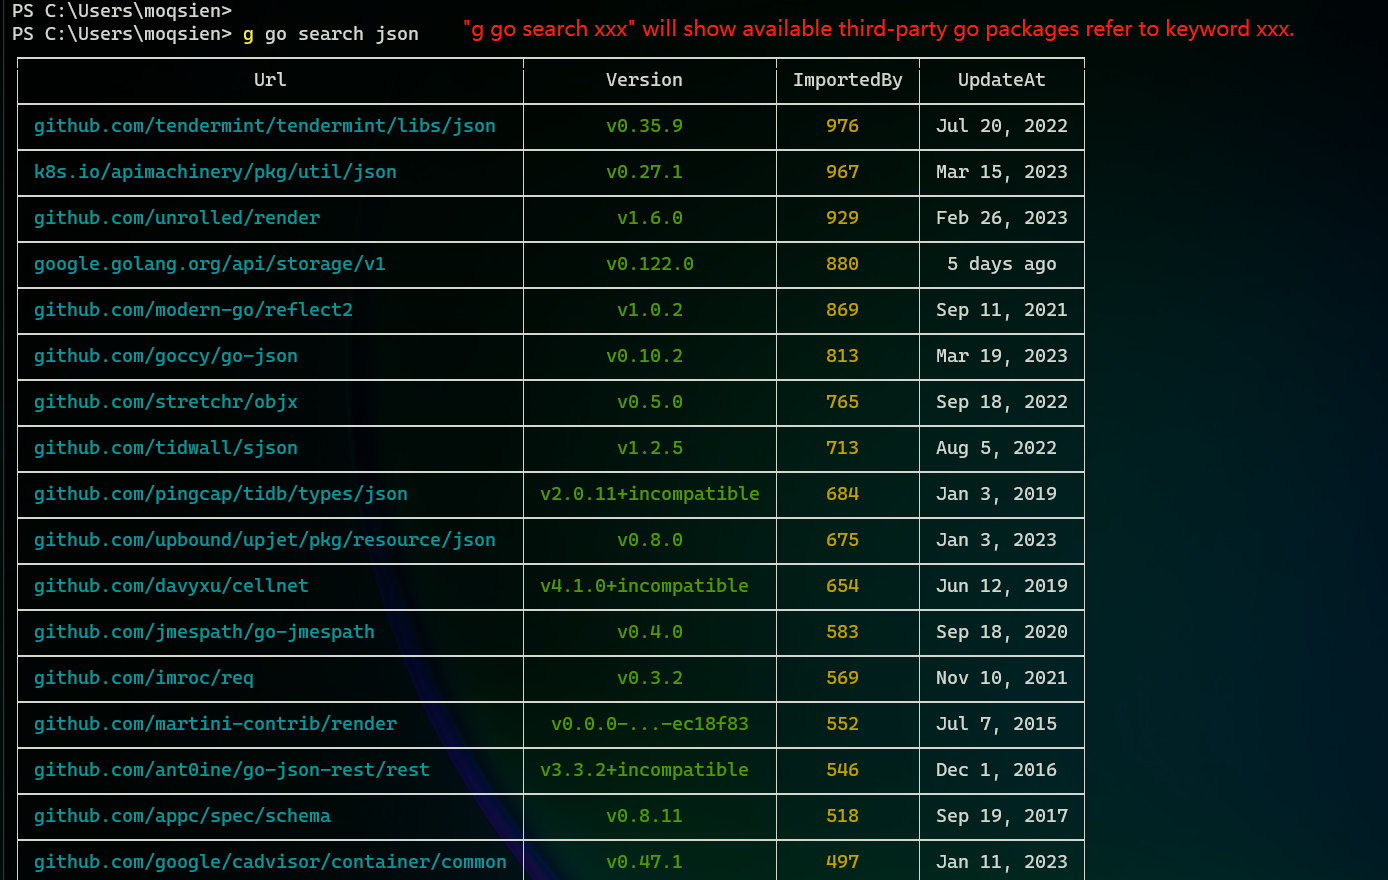 PS C:\Users\moqsien>
PS C:\Users\moqsien> g go search json "g go search xxx" will show available third-party go packages refer to keyword xxx.
Url Version ImportedBy UpdateAt
github.com/tendermint/tendermint/libs/json v0.35.9 976 Jul 20, 2022
k8s.io/apimachinery/pkg/util/json v0.27.1 967 Mar 15, 2023
github.com/unrolled/render v1.6.0 929 Feb 26, 2023
google.golang.org/api/storage/v1 v0.122.0 880 5 days ago
github.com/modern-go/reflect2 v1.0.2 869 Sep 11, 2021
github.com/goccy/go-json v0.10.2 813 Mar 19, 2023
github.com/stretchr/objx v0.5.0 765 Sep 18, 2022
github.com/tidwall/sjson v1.2.5 713 Aug 5, 2022
github.com/pingcap/tidb/types/json v2.0.11+incompatible 684 Jan 3, 2019
github.com/upbound/upjet/pkg/resource/json v0.8.0 675 Jan 3, 2023
github.com/davyxu/cellnet v4.1.0+incompatible 654 Jun 12, 2019
github.com/jmespath/go-jmespath v0.4.0 583 Sep 18, 2020
github.com/imroc/req v0.3.2 569 Nov 10, 2021
github.com/martini-contrib/render v0.0.0-...-ec18f83 552 Jul 7, 2015
github.com/ant0ine/go-json-rest/rest v3.3.2+incompatible 546 Dec 1, 2016
github.com/appc/spec/schema v0.8.11 518 Sep 19, 2017
github.com/google/cadvisor/container/common v0.47.1 497 Jan 11, 2023